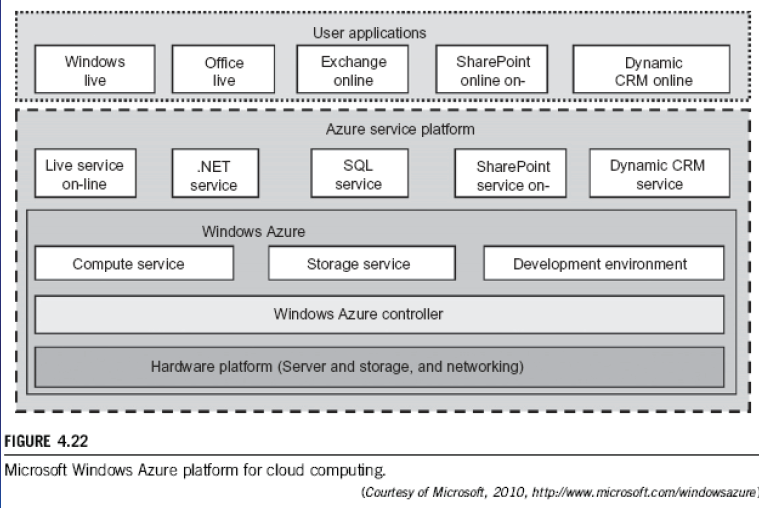 User applications
Windows live
Office live
Exchange online
SharePoint online on-
Dynamic CRM online
Azure service platform
Live service on-line
.NET service
SQL service
SharePoint service on-
Dynamic CRM service
Windows Azure
Compute service
Storage service
Development environment
Windows Azure controller
Hardware platform (Server and storage, and networking)
FIGURE 4.22
Microsoft Windows Azure platform for cloud computing.
(Courtesy of Microsoft, 2010, http://www.microsoft.com/windowsazure)